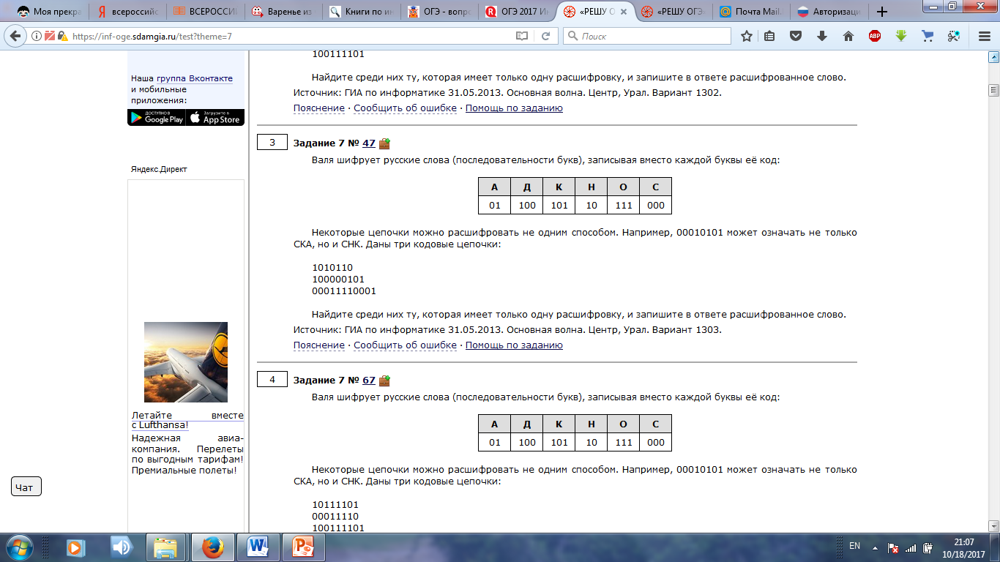 Моя прекра
всероссийс
ВСЕРОССИЙ
Варенье из
Книги по ин
ОГЭ - вопро
ОГЭ 2017 Ин
«РЕШУ О
«РЕШУ ОГЭ»
Почта Mail.
Авторизаци
https://inf-oge.sdamgia.ru/test?theme=7
Поиск
ABP
Наша группа Вконтакте
и мобильные
приложения:
ДОСТУПНО В
Google Play
Загрузите в
App Store
Яндекс.Директ
Летайте вместе
с Lufthansa!
Надежная авиа-
компания. Перелеты
по выгодным тарифам!
Премиальные полеты!
Чат
100111101
Найдите среди них ту, которая имеет только одну расшифровку, и запишите в ответе расшифрованное слово.
Источник: ГИА по информатике 31.05.2013. Основная волна. Центр, Урал. Вариант 1302.
Пояснение · Сообщить об ошибке · Помощь по заданию
3 Задание 7 № 47
Валя шифрует русские слова (последовательности букв), записывая вместо каждой буквы её код:
А Д К Н О С
01 100 101 10 111 000
Некоторые цепочки можно расшифровать не одним способом. Например, 00010101 может означать не только
СКА, но и СНК. Даны три кодовые цепочки:
1010110
100000101
00011110001
Найдите среди них ту, которая имеет только одну расшифровку, и запишите в ответе расшифрованное слово.
Источник: ГИА по информатике 31.05.2013. Основная волна. Центр, Урал. Вариант 1303.
Пояснение · Сообщить об ошибке · Помощь по заданию
4 Задание 7 № 67
Валя шифрует русские слова (последовательности букв), записывая вместо каждой буквы её код:
А Д К Н О С
01 100 101 10 111 000
Некоторые цепочки можно расшифровать не одним способом. Например, 00010101 может означать не только
СКА, но и СНК. Даны три кодовые цепочки:
10111101
00011110
100111101
EN
21:07
10/18/2017